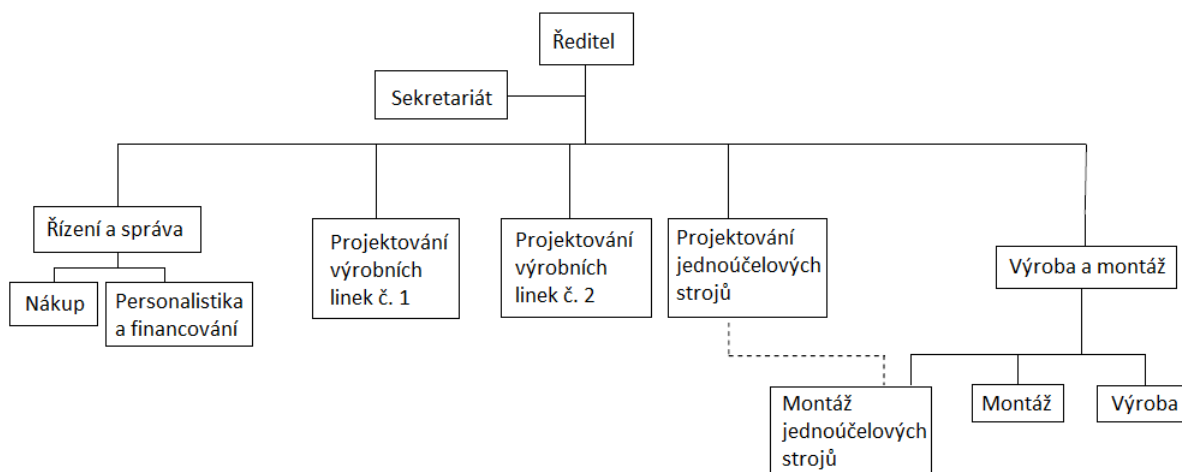 Ředitel
Sekretariát
Řízení a správa
Projektování
výrobních
linek č. 1
Projektování
výrobních
linek č. 2
Projektování
jednoúčelových
strojů
Výroba a montáž
Nákup
Personalistika
a financování
Montáž
jednoúčelových
strojů
Montáž
Výroba